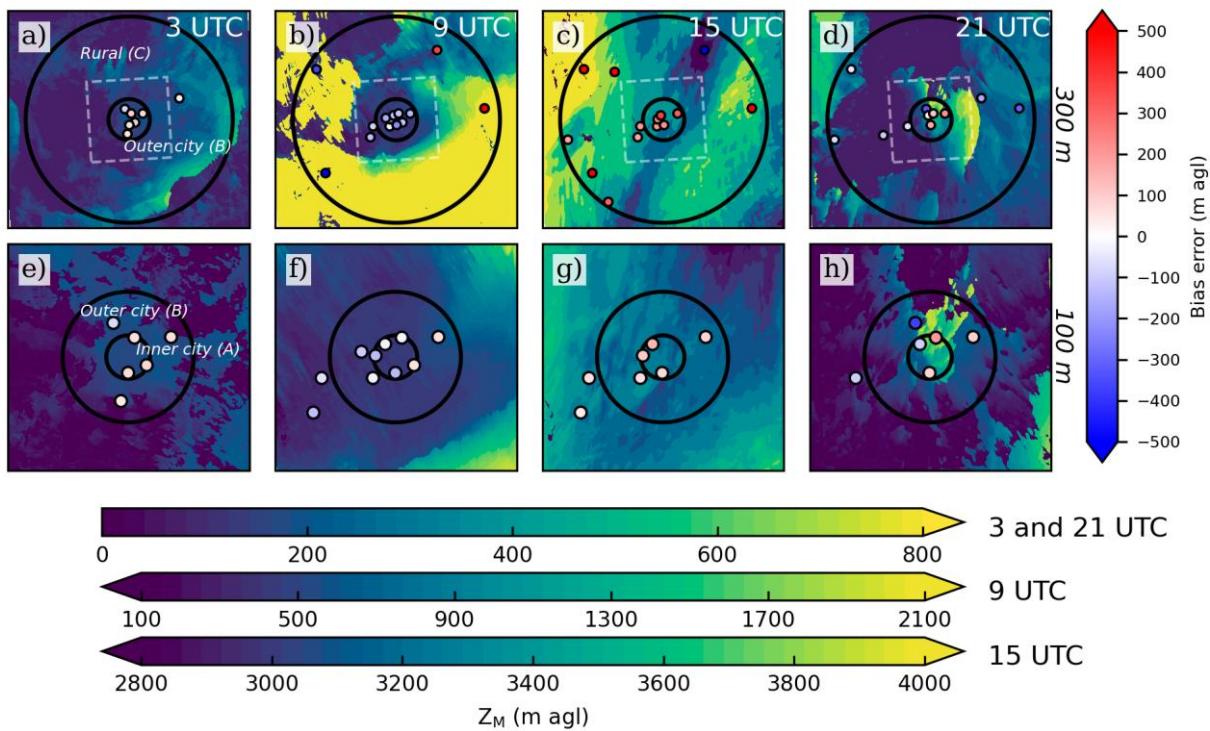 a)
3 UTC
Rural (C)
Outer city (B)
b)
9 UTC
c)
15 UTC
d)
21 UTC
300 m
e)
Outer city (B)
Inner city (A)
f)
g)
h)
100 m
500
400
300
200
100
0
−100
−200
−300
−400
−500
Bias error (m agl)
0 200 400 600 800
3 and 21 UTC
100 500 900 1300 1700 2100
9 UTC
2800 3000 3200 3400 3600 3800 4000
15 UTC
Z_M (m agl)